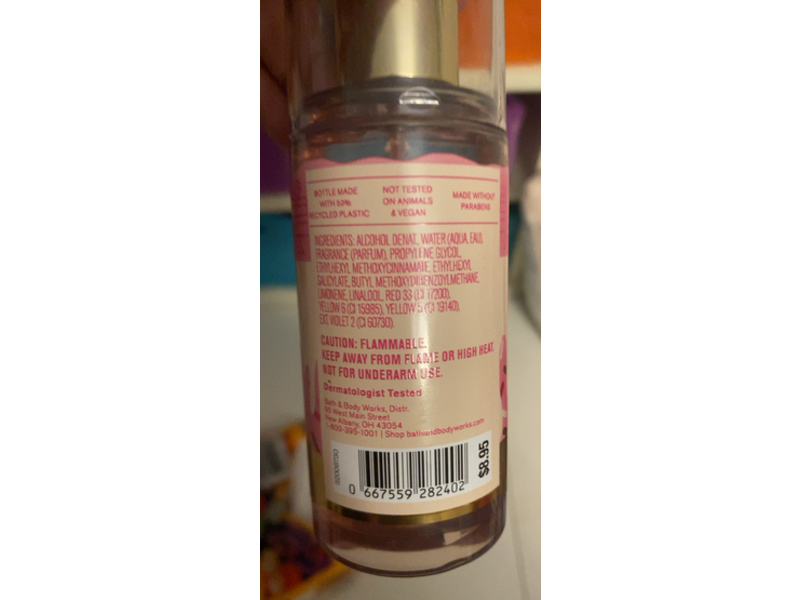 BOTTLE MADE
WITH 50%
RECYCLED PLASTIC
NOT TESTED
ON ANIMALS
& VEGAN
MADE WITHOUT
PARABENS
INGREDIENTS: ALCOHOL DENAT., WATER (AQUA, EAU),
FRAGRANCE (PARFUM), PROPYLENE GLYCOL,
ETHYLHEXYL METHOXYCINNAMATE, ETHYLHEXYL
SALICYLATE, BUTYL METHOXYDIBENZOYLMETHANE,
LIMONENE, LINALOOL, RED 33 (CI 17200),
YELLOW 6 (CI 15985), YELLOW 5 (CI 19140),
EXT. VIOLET 2 (CI 60730).
CAUTION: FLAMMABLE.
KEEP AWAY FROM FLAME OR HIGH HEAT.
NOT FOR UNDERARM USE.
Dermatologist Tested
Bath & Body Works, Distr.
95 West Main Street
New Albany, OH 43054
1-800-395-1001 | Shop bathandbodyworks.com
0 667559 282402
$8.95